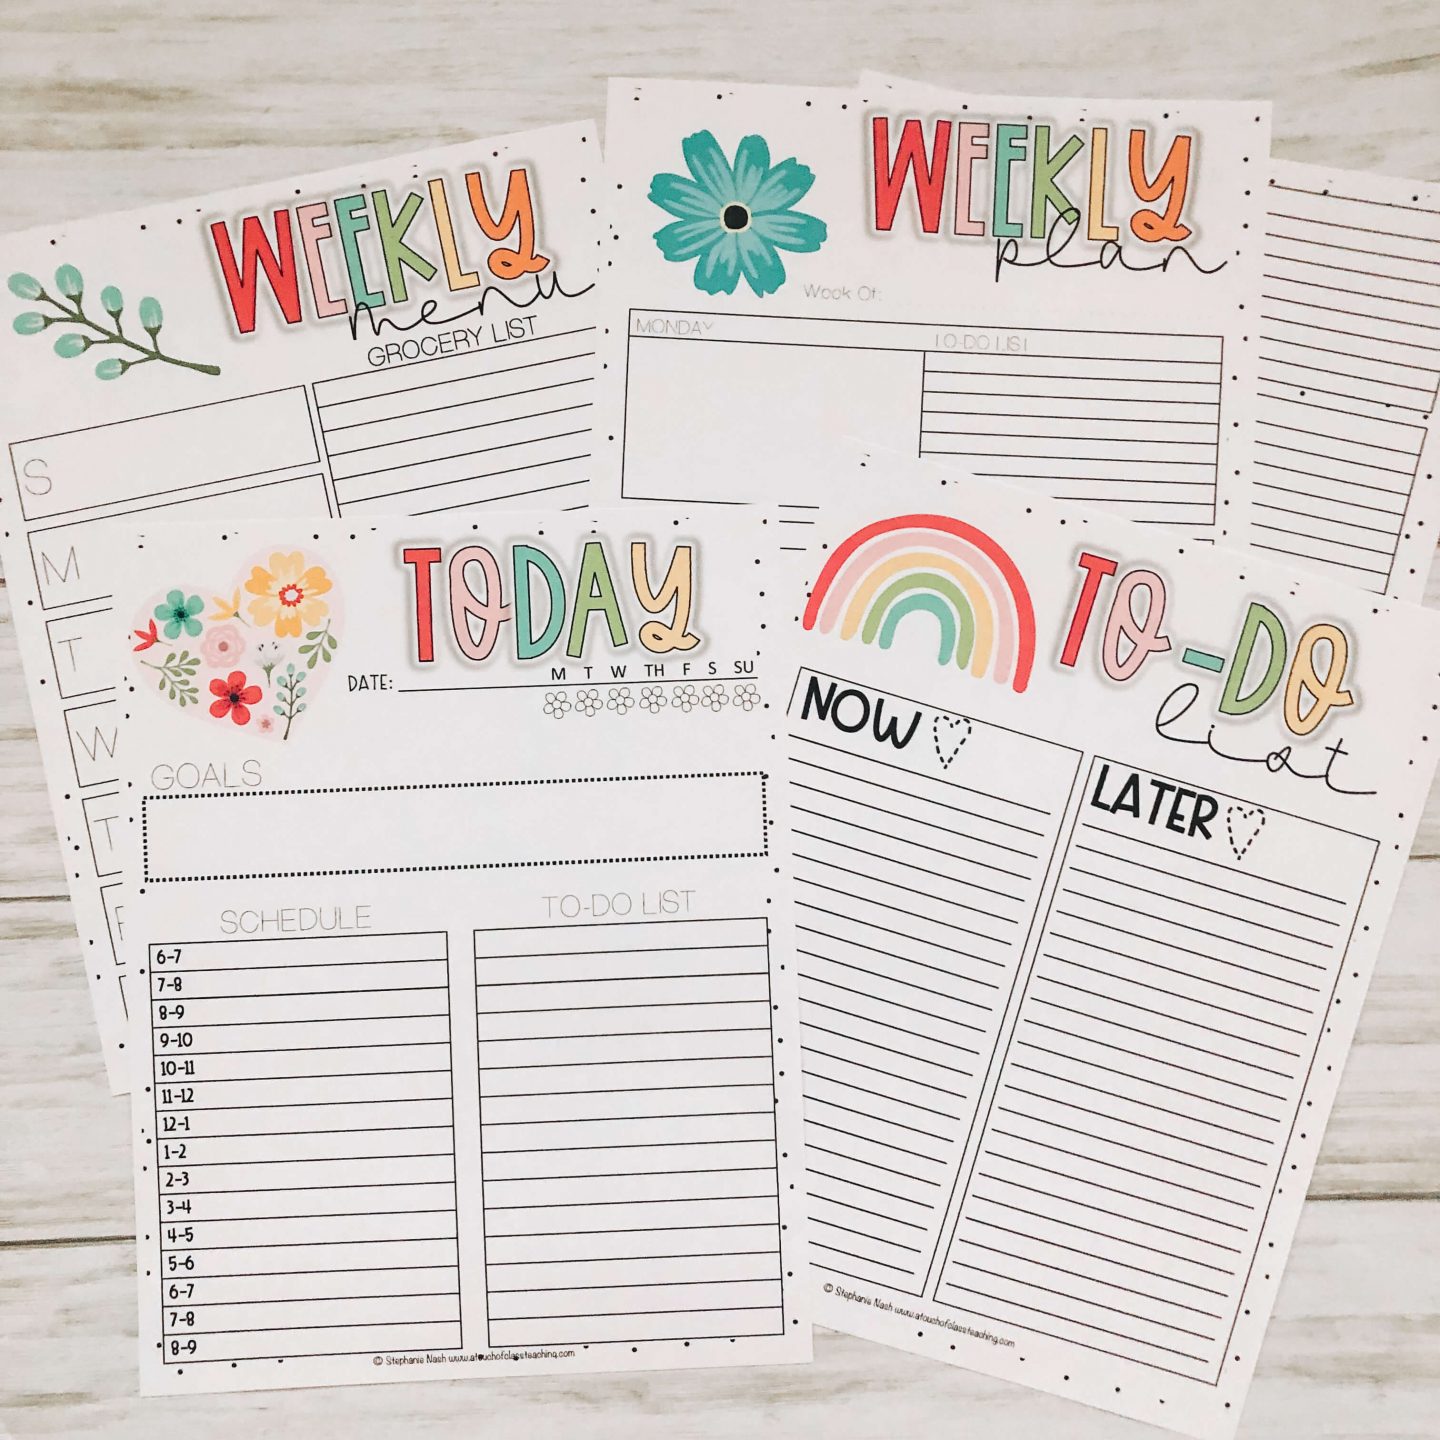 WEEKLY
menu
GROCERY LIST
S
M
T
W
T
F
WEEKLY
plan
Week Of:
MONDAY
TO-DO LIST
TODAY
M T W TH F S SU
DATE:
GOALS
SCHEDULE
TO-DO LIST
6-7
7-8
8-9
9-10
10-11
11-12
12-1
1-2
2-3
3-4
4-5
5-6
6-7
7-8
8-9
© Stephanie Nash www.atouchofclassteaching.com
TO-DO
list
NOW
LATER
© Stephanie Nash www.atouchofclassteaching.com